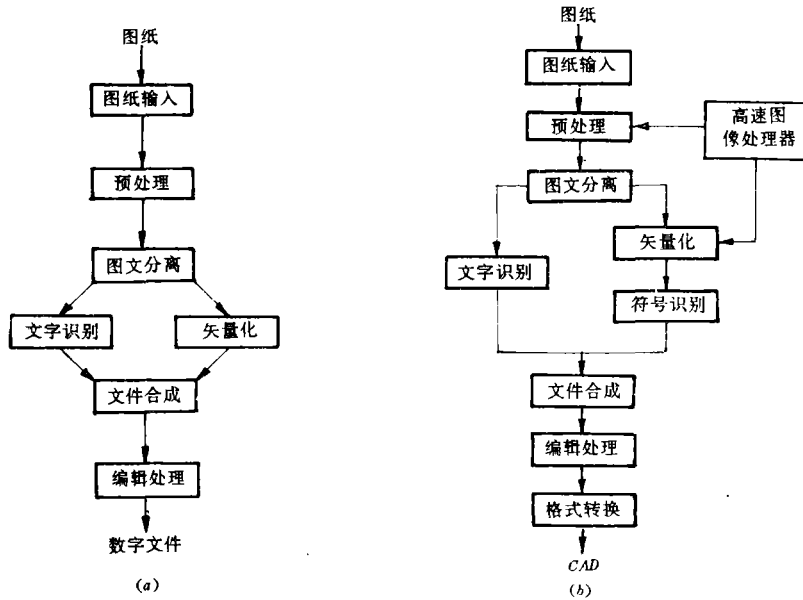 图纸
图纸输入
预处理
图文分离
文字识别
矢量化
文件合成
编辑处理
数字文件
(a)
图纸
图纸输入
预处理
高速图
像处理器
图文分离
矢量化
文字识别
符号识别
文件合成
编辑处理
格式转换
CAD
(b)